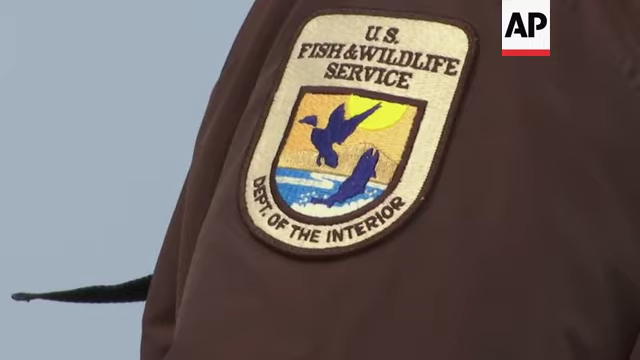 AP
U.S.
FISH & WILDLIFE
SERVICE
DEPT. OF THE INTERIOR